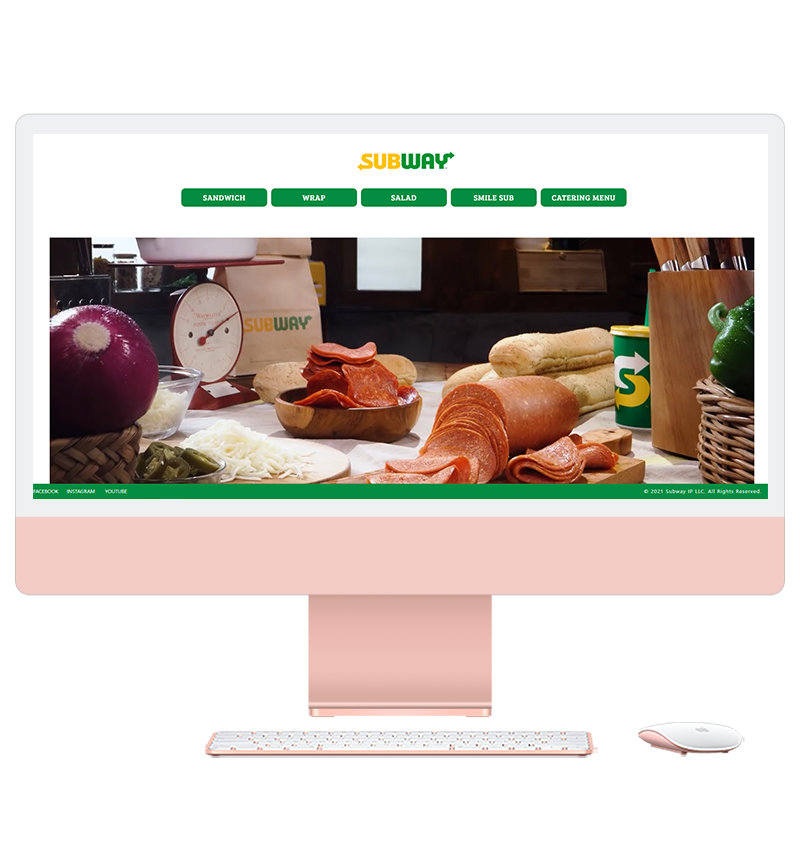 SUBWAY
SANDWICH WRAP SALAD SMILE SUB CATERING MENU
SUBWAY
S
FACEBOOK INSTAGRAM YOUTUBE © 2021 Subway IP LLC. All Rights Reserved.